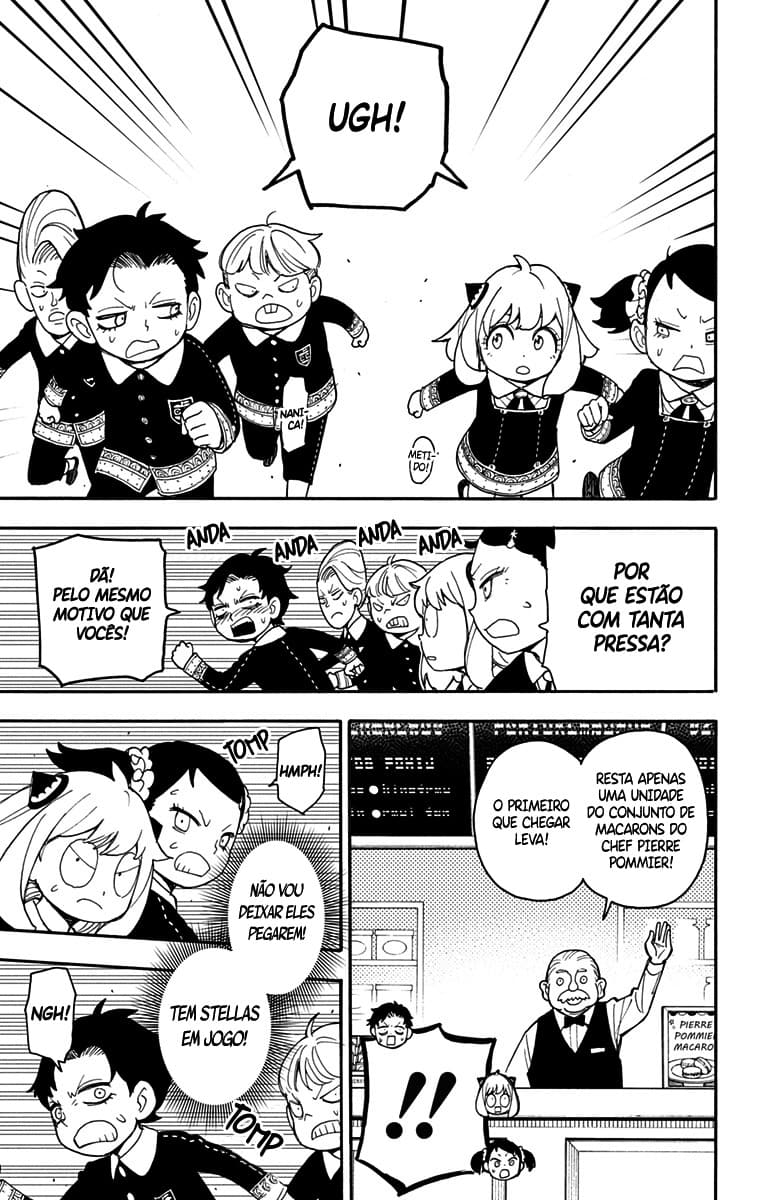 UGH!
NANI-
CA!
METI-
DO!
POR
QUE ESTÃO
COM TANTA
PRESSA?
ANDA
ANDA
ANDA
ANDA
DÃ!
PELO MESMO
MOTIVO QUE
VOCÊS!
RESTA APENAS
UMA UNIDADE
DO CONJUNTO DE
MACARONS DO
CHEF PIERRE
POMMIER!
O PRIMEIRO
QUE CHEGAR
LEVA!
PIERRE
POMMIER
MACARO
!!
TOMP
HMPH!
NÃO VOU
DEIXAR ELES
PEGAREM!
TEM STELLAS
EM JOGO!
NGH!
TOMP